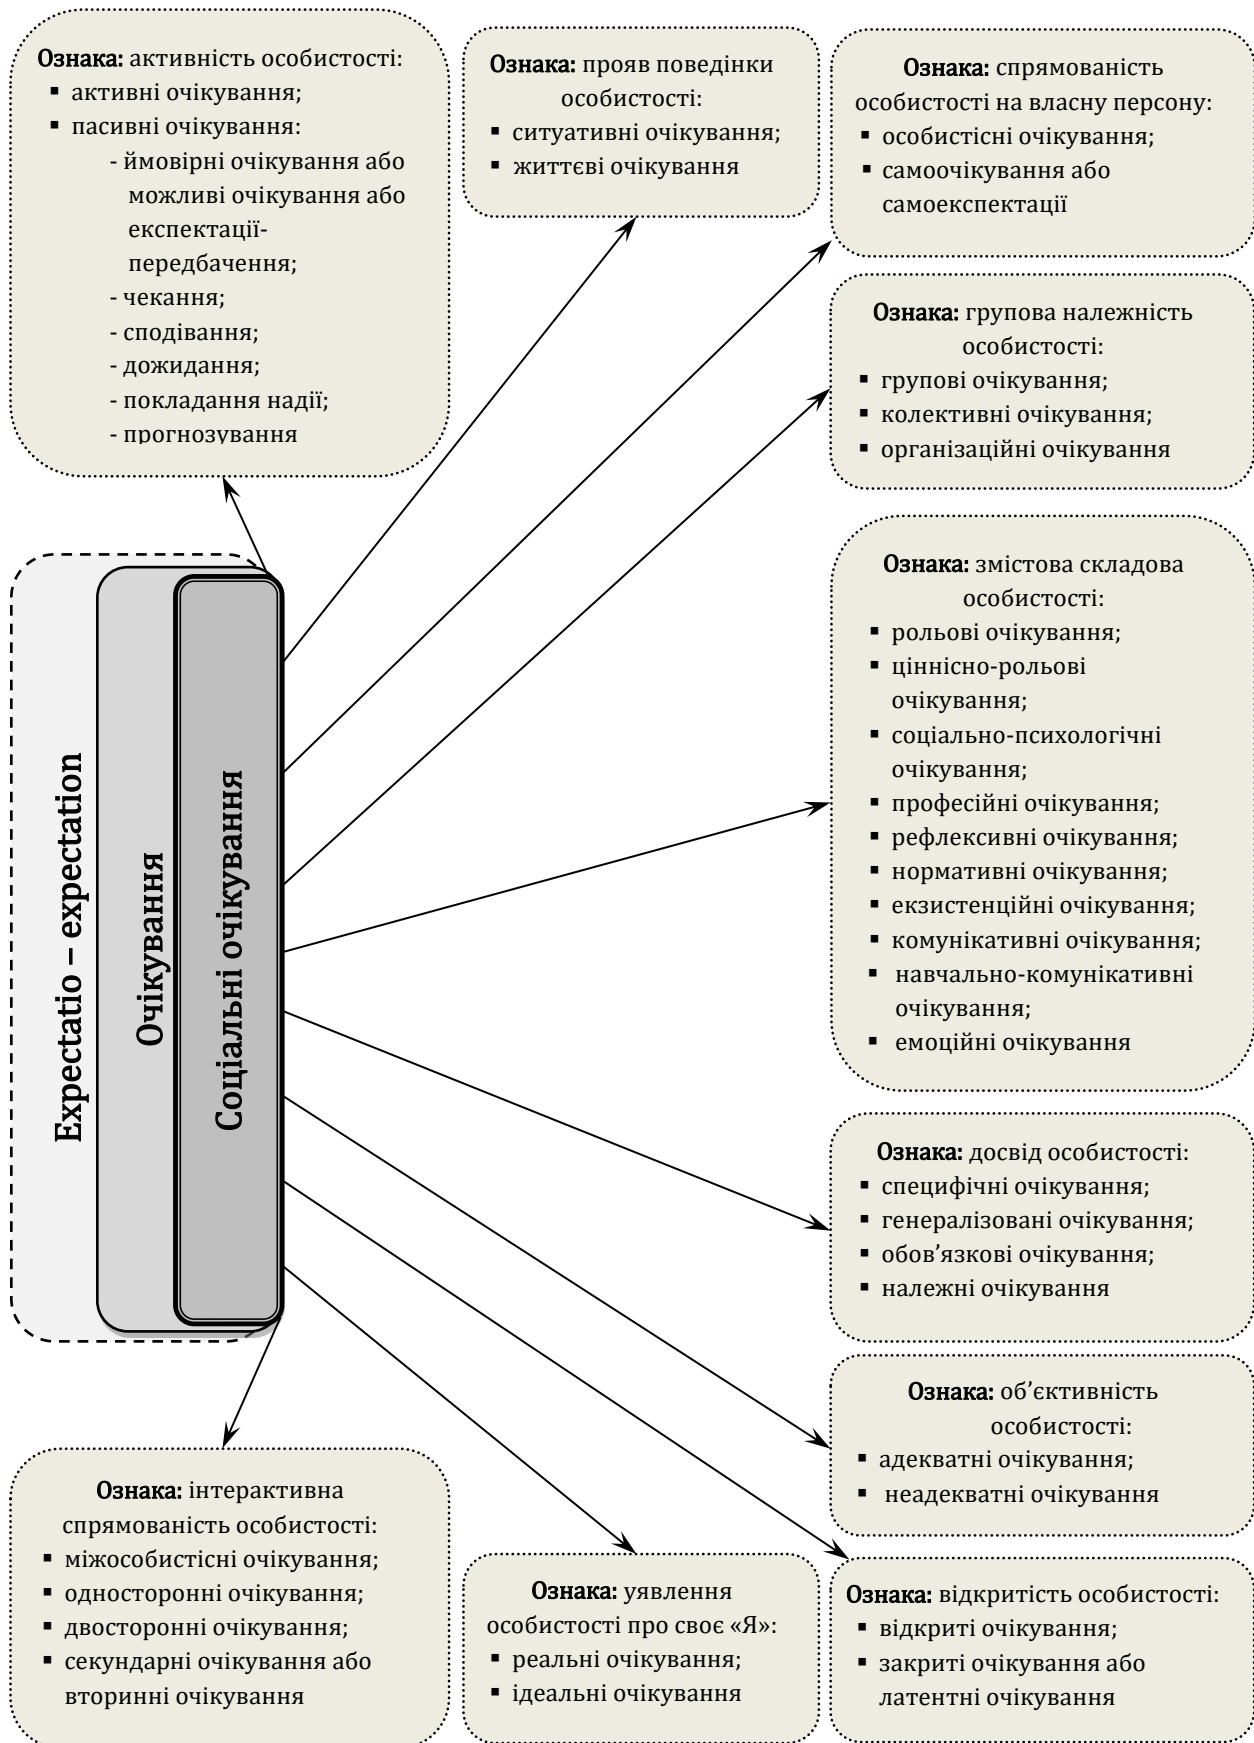 Ознака: активність особистості:
▪ активні очікування;
▪ пасивні очікування:
- ймовірні очікування або
можливі очікування або
експектації-
передбачення;
- чекання;
- сподівання;
- дожидання;
- покладання надії;
- прогнозування
Ознака: прояв поведінки
особистості:
▪ ситуативні очікування;
▪ життєві очікування
Ознака: спрямованість
особистості на власну персону:
▪ особистісні очікування;
▪ самоочікування або
самоекспектації
Ознака: групова належність
особистості:
▪ групові очікування;
▪ колективні очікування;
▪ організаційні очікування
Ознака: змістова складова
особистості:
▪ рольові очікування;
▪ ціннісно-рольові
очікування;
▪ соціально-психологічні
очікування;
▪ професійні очікування;
▪ рефлексивні очікування;
▪ нормативні очікування;
▪ екзистенційні очікування;
▪ комунікативні очікування;
▪ навчально-комунікативні
очікування;
▪ емоційні очікування
Expectatio – expectation
Очікування
Соціальні очікування
Ознака: досвід особистості:
▪ специфічні очікування;
▪ генералізовані очікування;
▪ обов’язкові очікування;
▪ належні очікування
Ознака: об’єктивність
особистості:
▪ адекватні очікування;
▪ неадекватні очікування
Ознака: інтерактивна
спрямованість особистості:
▪ міжособистісні очікування;
▪ односторонні очікування;
▪ двосторонні очікування;
▪ секундарні очікування або
вторинні очікування
Ознака: уявлення
особистості про своє «Я»:
▪ реальні очікування;
▪ ідеальні очікування
Ознака: відкритість особистості:
▪ відкриті очікування;
▪ закриті очікування або
латентні очікування